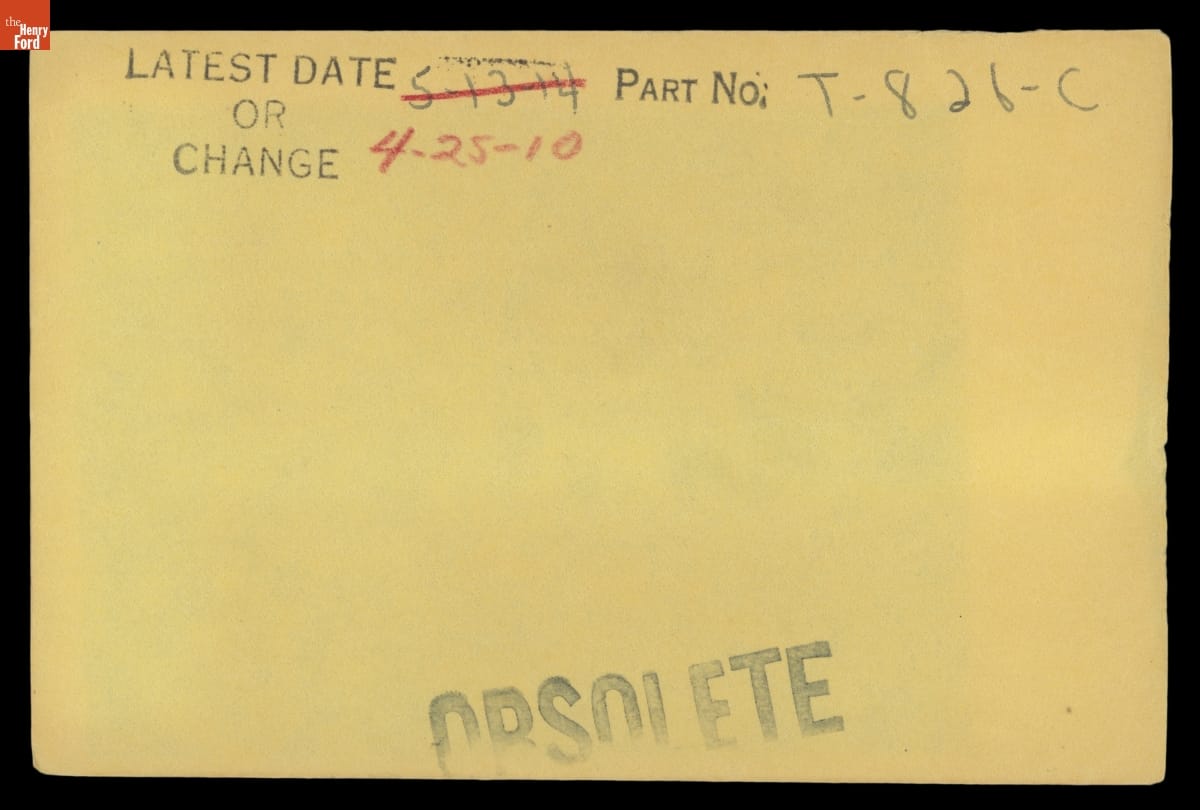 the
Henry
Ford
LATEST DATE 5-13-14 PART NO: T-826-C
OR
CHANGE 4-25-10
OBSOLETE